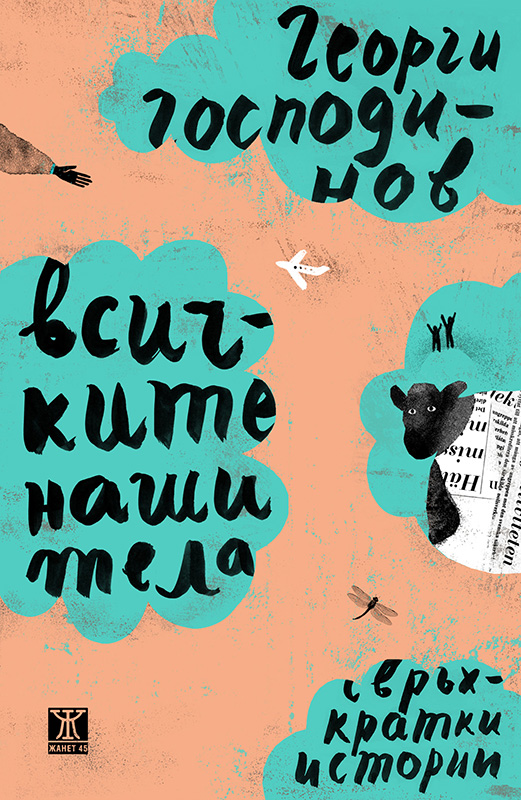 Георги
Господи-
нов
всич-
ките
наши
тела
свръх-
кратки
истории
ЖАНЕТ 45